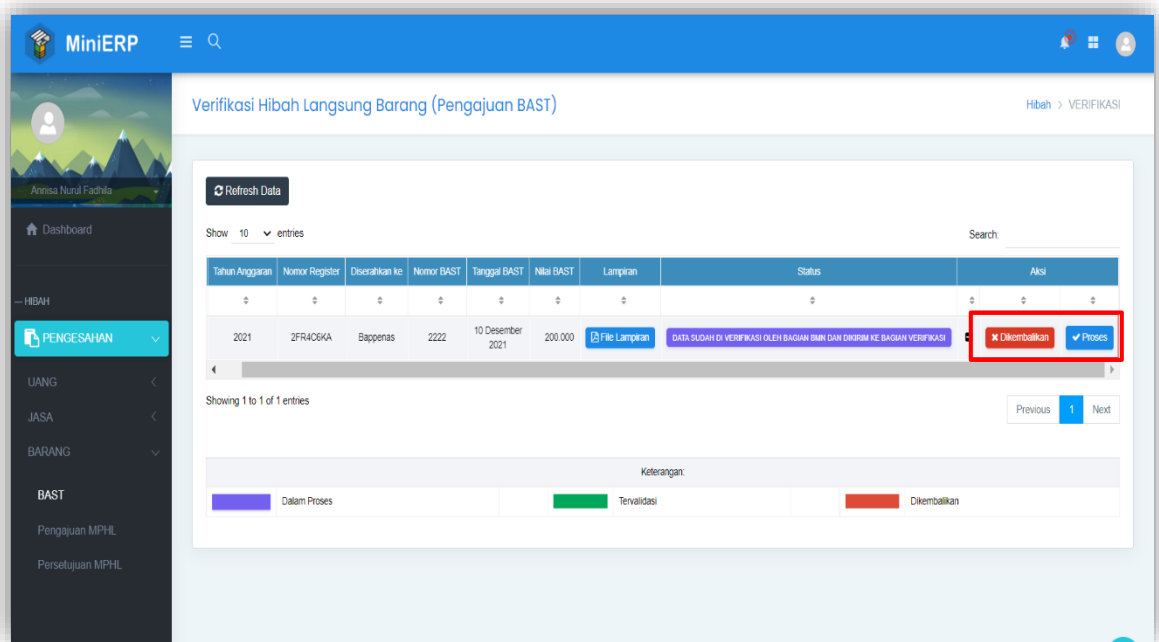 MiniERP
Verifikasi Hibah Langsung Barang (Pengajuan BAST)
Hibah > VERIFIKASI
Annisa Nurul Fadhila
Dashboard
HIBAH
PENGESAHAN
UANG
JASA
BARANG
BAST
Pengajuan MPHL
Persetujuan MPHL
Refresh Data
Show 10 entries
Search:
Tahun Anggaran Nomor Register Diserahkan ke Nomor BAST Tanggal BAST Nilai BAST Lampiran Status Aksi
2021 2FR4C6KA Bappenas 2222 10 Desember 2021 200.000 File Lampiran DATA SUDAH DI VERIFIKASI OLEH BAGIAN BMN DAN DIKIRIM KE BAGIAN VERIFIKASI Dikembalikan Proses
Showing 1 to 1 of 1 entries
Previous 1 Next
Keterangan:
Dalam Proses Tervalidasi Dikembalikan